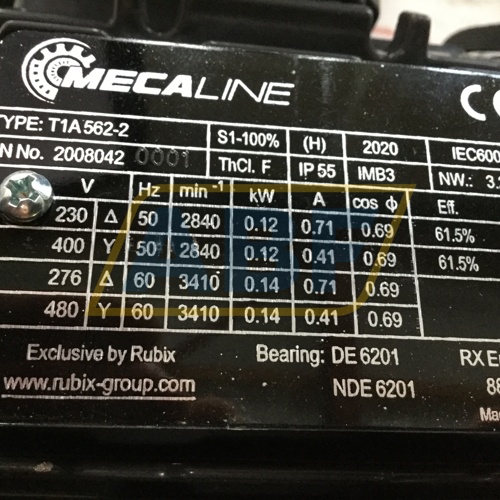 MECALINE
TYPE: T1A562-2 S1-100% (H) 2020 IEC600
N No. 2008042 0001 ThCl. F IP 55 IMB3 NW.: 3.
V Hz min -1 kW A cos ϕ Eff.
230 Δ 50 2840 0.12 0.71 0.69 61.5%
400 Y 50 2840 0.12 0.41 0.69 61.5%
276 Δ 60 3410 0.14 0.71 0.69
480 Y 60 3410 0.14 0.41 0.69
Exclusive by Rubix Bearing: DE 6201
www.rubix-group.com NDE 6201